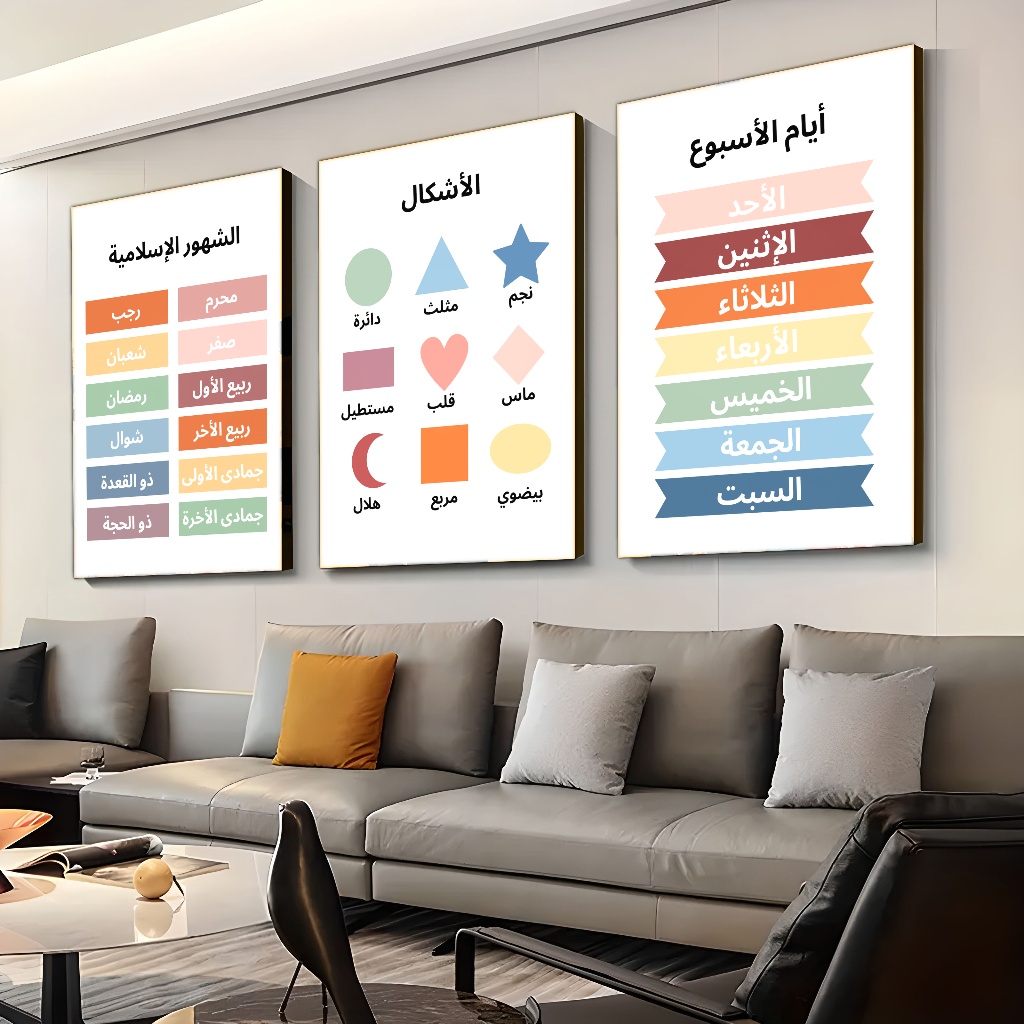 الشهور الإسلامية
محرم
رجب
صفر
شعبان
ربيع الأول
رمضان
ربيع الأخر
شوال
جمادى الأولى
ذو القعدة
جمادى الأخرة
ذو الحجة
الأشكال
نجم
مثلث
دائرة
ماس
قلب
مستطيل
بيضوي
مربع
هلال
أيام الأسبوع
الأحد
الإثنين
الثلاثاء
الأربعاء
الخميس
الجمعة
السبت